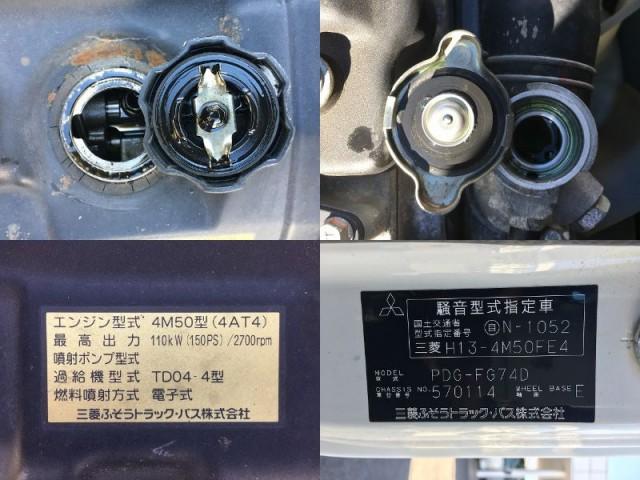 エンジン型式 4M50型(4AT4)
最高出力 110kW(150PS)/2700rpm
噴射ポンプ型式
過給機型式 TD04-4型
燃料噴射方式 電子式
三菱ふそうトラック・バス株式会社
騒音型式指定車
国土交通省
型式指定番号 自N-1052
三菱 H13-4M50FE4
MODEL
型式 PDG-FG74D
CHASSIS NO.
車台番号 570114
WHEEL BASE
軸距 E
三菱ふそうトラック・バス株式会社